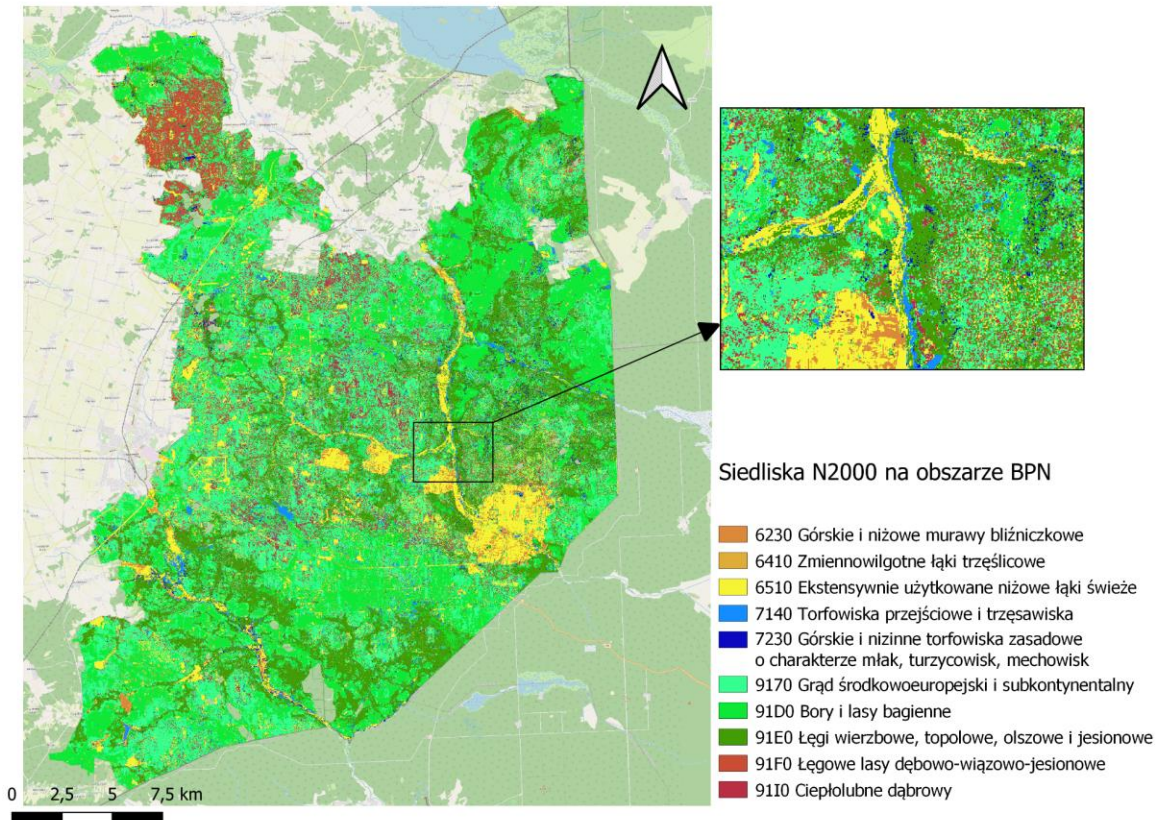 Siedliska N2000 na obszarze BPN
6230 Górskie i niżowe murawy bliźniczkowe
6410 Zmiennowilgotne łąki trzęślicowe
6510 Ekstensywnie użytkowane niżowe łąki świeże
7140 Torfowiska przejściowe i trzęsawiska
7230 Górskie i nizinne torfowiska zasadowe
o charakterze młak, turzycowisk, mechowisk
9170 Grąd środkowoeuropejski i subkontynentalny
91D0 Bory i lasy bagienne
91E0 Łęgi wierzbowe, topolowe, olszowe i jesionowe
91F0 Łęgowe lasy dębowo-wiązowo-jesionowe
91I0 Ciepłolubne dąbrowy
0 2,5 5 7,5 km